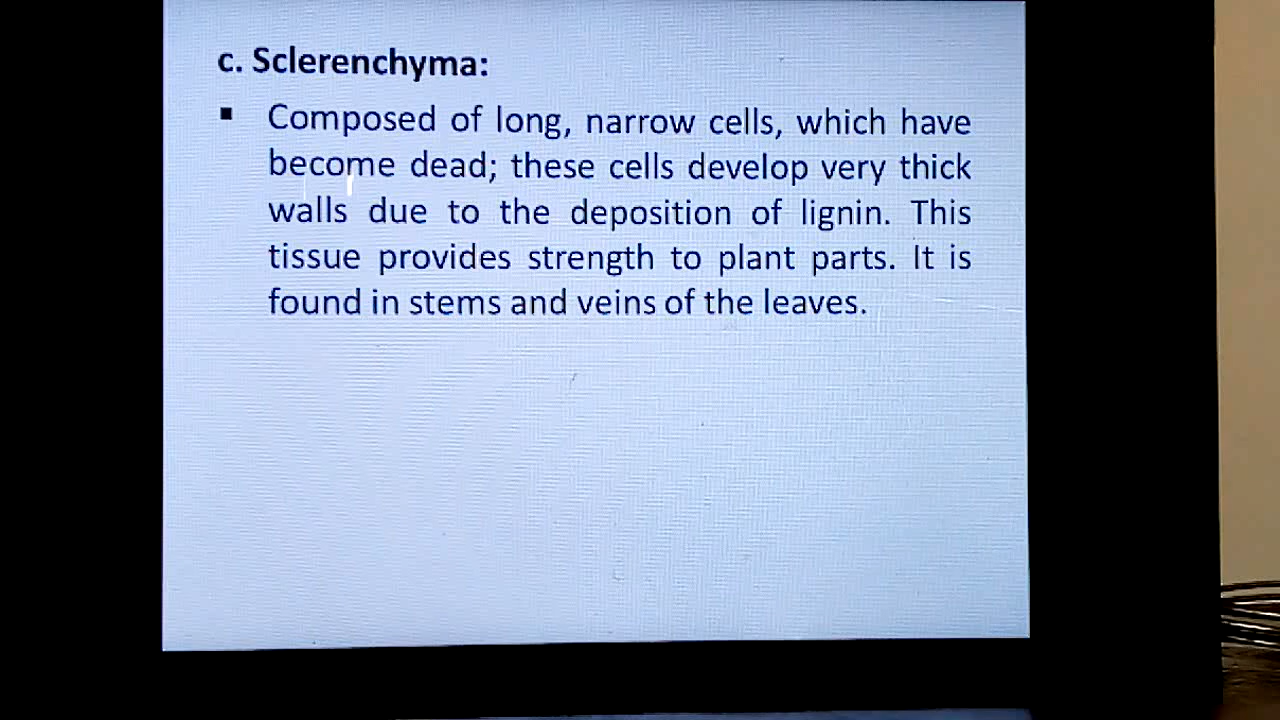 c. Sclerenchyma:
▪ Composed of long, narrow cells, which have
become dead; these cells develop very thick
walls due to the deposition of lignin. This
tissue provides strength to plant parts. It is
found in stems and veins of the leaves.